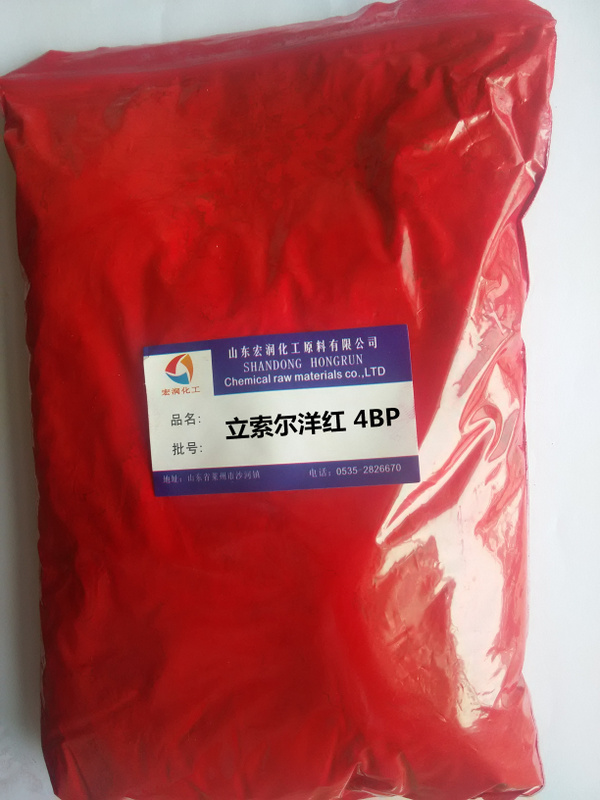 山东宏润化工原料有限公司
SHANDONG HONGRUN
Chemical raw materials co.,LTD
宏润化工
品名:
立索尔洋红 4BP
批号:
地址: 山东省莱州市沙河镇
电话: 0535-2826670